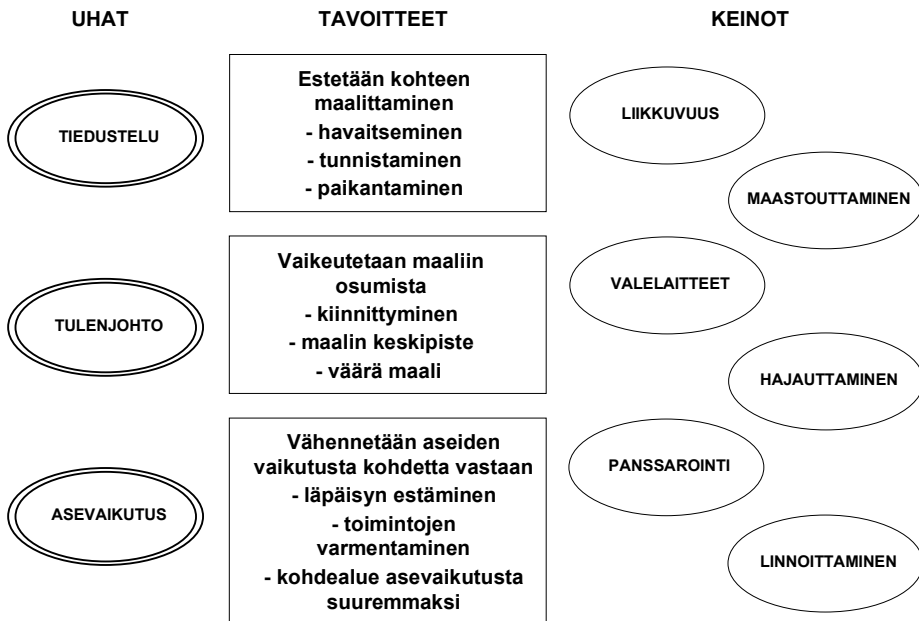 UHAT
TAVOITTEET
KEINOT
TIEDUSTELU
Estetään kohteen
maalittaminen
- havaitseminen
- tunnistaminen
- paikantaminen
LIIKKUVUUS
MAASTOUTTAMINEN
TULENJOHTO
Vaikeutetaan maaliin
osumista
- kiinnittyminen
- maalin keskipiste
- väärä maali
VALELAITTEET
HAJAUTTAMINEN
ASEVAIKUTUS
Vähennetään aseiden
vaikutusta kohdetta vastaan
- läpäisyn estäminen
- toimintojen
varmentaminen
- kohdealue asevaikutusta
suuremmaksi
PANSSAROINTI
LINNOITTAMINEN